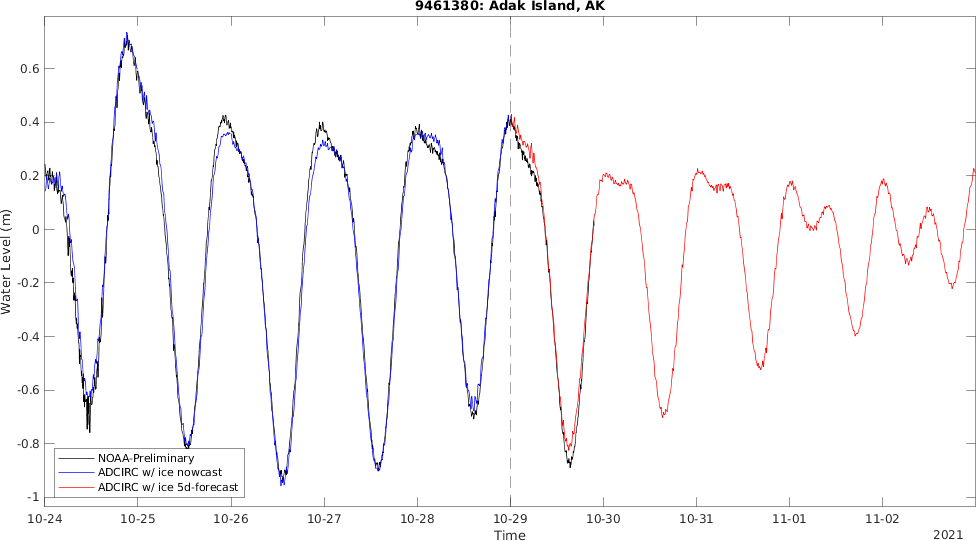 9461380: Adak Island, AK
Water Level (m)
0.6
0.4
0.2
0
-0.2
-0.4
-0.6
-0.8
-1
NOAA-Preliminary
ADCIRC w/ ice nowcast
ADCIRC w/ ice 5d-forecast
10-24 10-25 10-26 10-27 10-28 10-29 10-30 10-31 11-01 11-02
Time
2021